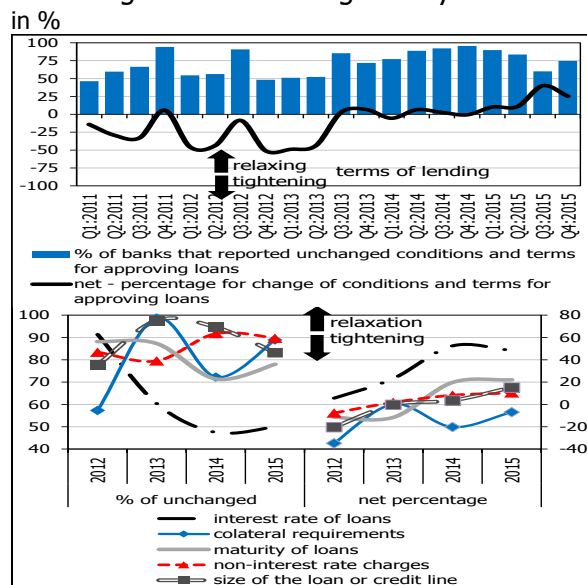 in %
100
75
50
25
0
-25
-50
-75
-100
relaxing
tightening
terms of lending
Q1:2011
Q2:2011
Q3:2011
Q4:2011
Q1:2012
Q2:2012
Q3:2012
Q4:2012
Q1:2013
Q2:2013
Q3:2013
Q4:2013
Q1:2014
Q2:2014
Q3:2014
Q4:2014
Q1:2015
Q2:2015
Q3:2015
Q4:2015
% of banks that reported unchanged conditions and terms
for approving loans
net - percentage for change of conditions and terms for
approving loans
100
90
80
70
60
50
40
relaxation
tightening
80
60
40
20
0
-20
-40
2012
2013
2014
2015
2012
2013
2014
2015
% of unchanged
net percentage
interest rate of loans
colateral requirements
maturity of loans
non-interest rate charges
size of the loan or credit line